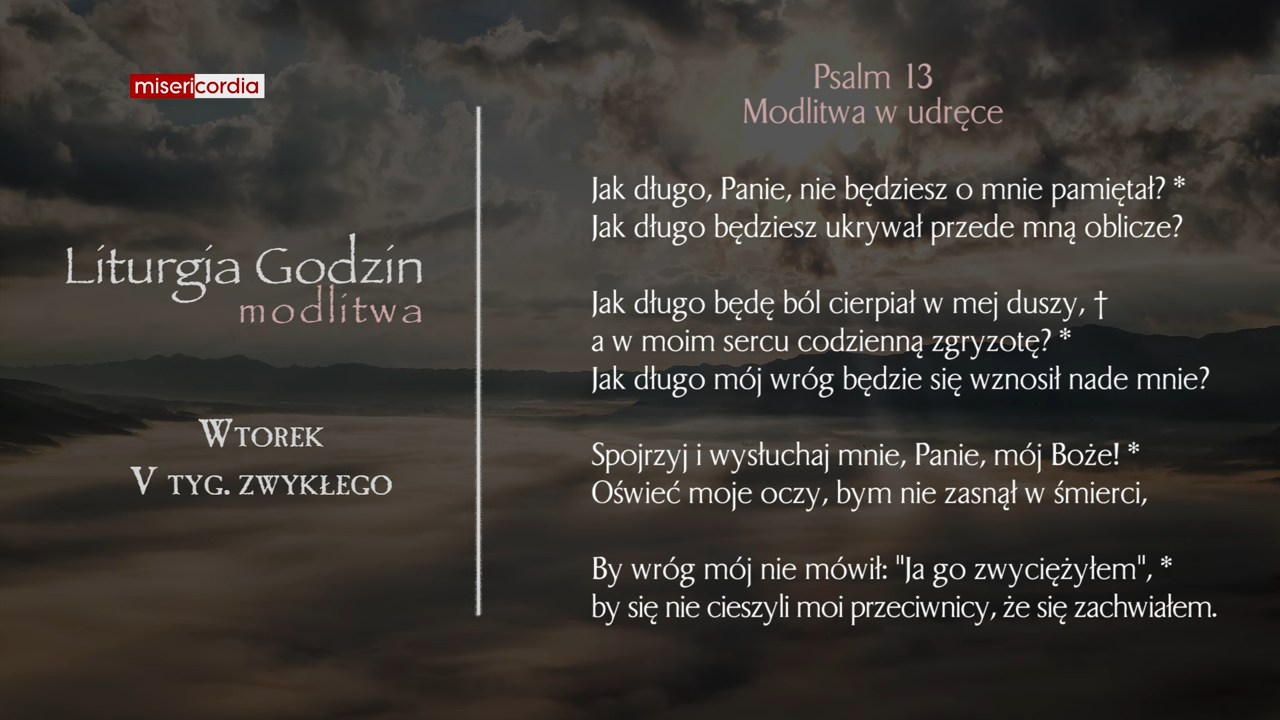 misericordia
Liturgia Godzin
modlitwa
Wtorek
V tyg. zwykłego
Psalm 13
Modlitwa w udręce
Jak długo, Panie, nie będziesz o mnie pamiętał? *
Jak długo będziesz ukrywał przede mną oblicze?
Jak długo będę ból cierpiał w mej duszy, †
a w moim sercu codzienną zgryzotę? *
Jak długo mój wróg będzie się wznosił nade mnie?
Spojrzyj i wysłuchaj mnie, Panie, mój Boże! *
Oświeć moje oczy, bym nie zasnął w śmierci,
By wróg mój nie mówił: "Ja go zwyciężyłem", *
by się nie cieszyli moi przeciwnicy, że się zachwiałem.